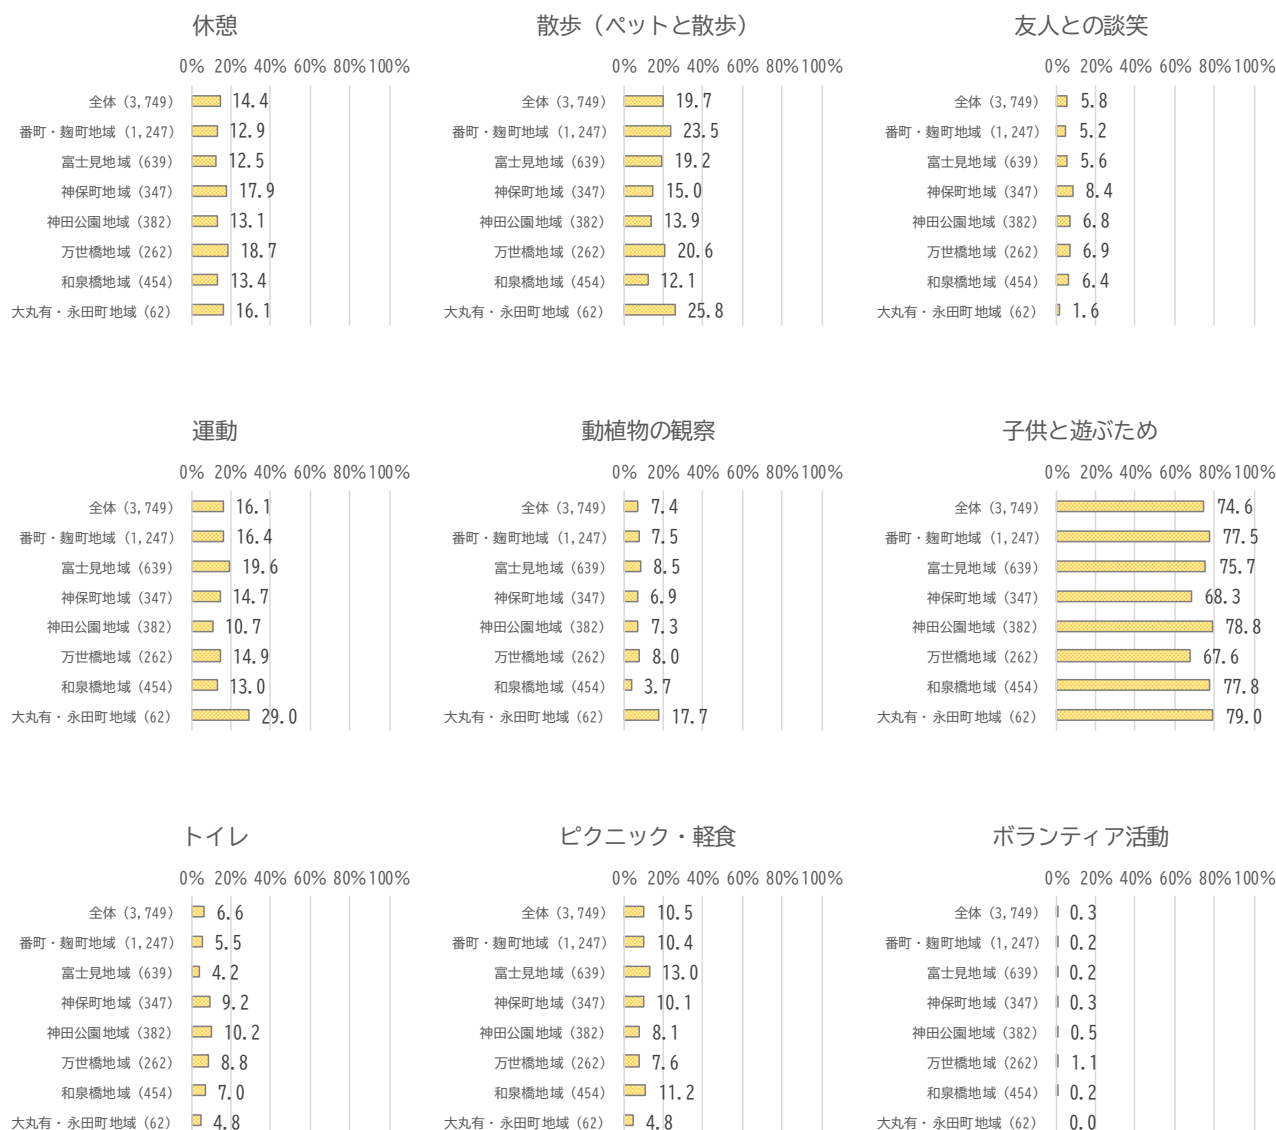 休憩
0% 20% 40% 60% 80% 100%
全体 (3,749) 14.4
番町・麹町地域 (1,247) 12.9
富士見地域 (639) 12.5
神保町地域 (347) 17.9
神田公園地域 (382) 13.1
万世橋地域 (262) 18.7
和泉橋地域 (454) 13.4
大丸有・永田町地域 (62) 16.1
散歩（ペットと散歩）
0% 20% 40% 60% 80% 100%
全体 (3,749) 19.7
番町・麹町地域 (1,247) 23.5
富士見地域 (639) 19.2
神保町地域 (347) 15.0
神田公園地域 (382) 13.9
万世橋地域 (262) 20.6
和泉橋地域 (454) 12.1
大丸有・永田町地域 (62) 25.8
友人との談笑
0% 20% 40% 60% 80% 100%
全体 (3,749) 5.8
番町・麹町地域 (1,247) 5.2
富士見地域 (639) 5.6
神保町地域 (347) 8.4
神田公園地域 (382) 6.8
万世橋地域 (262) 6.9
和泉橋地域 (454) 6.4
大丸有・永田町地域 (62) 1.6
運動
0% 20% 40% 60% 80% 100%
全体 (3,749) 16.1
番町・麹町地域 (1,247) 16.4
富士見地域 (639) 19.6
神保町地域 (347) 14.7
神田公園地域 (382) 10.7
万世橋地域 (262) 14.9
和泉橋地域 (454) 13.0
大丸有・永田町地域 (62) 29.0
動植物の観察
0% 20% 40% 60% 80% 100%
全体 (3,749) 7.4
番町・麹町地域 (1,247) 7.5
富士見地域 (639) 8.5
神保町地域 (347) 6.9
神田公園地域 (382) 7.3
万世橋地域 (262) 8.0
和泉橋地域 (454) 3.7
大丸有・永田町地域 (62) 17.7
子供と遊ぶため
0% 20% 40% 60% 80% 100%
全体 (3,749) 74.6
番町・麹町地域 (1,247) 77.5
富士見地域 (639) 75.7
神保町地域 (347) 68.3
神田公園地域 (382) 78.8
万世橋地域 (262) 67.6
和泉橋地域 (454) 77.8
大丸有・永田町地域 (62) 79.0
トイレ
0% 20% 40% 60% 80% 100%
全体 (3,749) 6.6
番町・麹町地域 (1,247) 5.5
富士見地域 (639) 4.2
神保町地域 (347) 9.2
神田公園地域 (382) 10.2
万世橋地域 (262) 8.8
和泉橋地域 (454) 7.0
大丸有・永田町地域 (62) 4.8
ピクニック・軽食
0% 20% 40% 60% 80% 100%
全体 (3,749) 10.5
番町・麹町地域 (1,247) 10.4
富士見地域 (639) 13.0
神保町地域 (347) 10.1
神田公園地域 (382) 8.1
万世橋地域 (262) 7.6
和泉橋地域 (454) 11.2
大丸有・永田町地域 (62) 4.8
ボランティア活動
0% 20% 40% 60% 80% 100%
全体 (3,749) 0.3
番町・麹町地域 (1,247) 0.2
富士見地域 (639) 0.2
神保町地域 (347) 0.3
神田公園地域 (382) 0.5
万世橋地域 (262) 1.1
和泉橋地域 (454) 0.2
大丸有・永田町地域 (62) 0.0